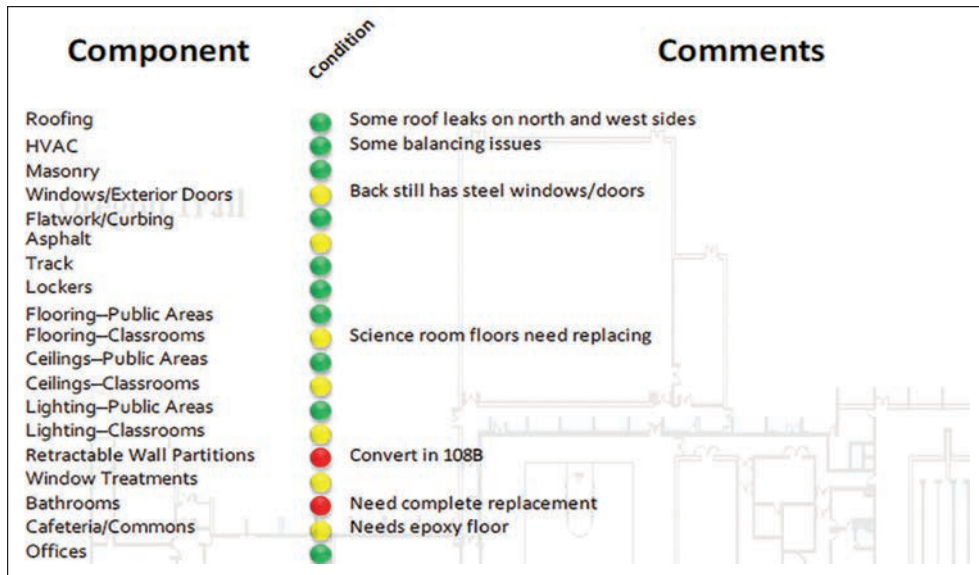 Component Condition Comments
Roofing Some roof leaks on north and west sides
HVAC Some balancing issues
Masonry
Windows/Exterior Doors Back still has steel windows/doors
Oregon Trail
Flatwork/Curbing
Asphalt
Track
Lockers
Flooring—Public Areas
Flooring—Classrooms Science room floors need replacing
Ceilings—Public Areas
Ceilings—Classrooms
Lighting—Public Areas
Lighting—Classrooms
Retractable Wall Partitions Convert in 108B
Window Treatments
Bathrooms Need complete replacement
Cafeteria/Commons Needs epoxy floor
Offices